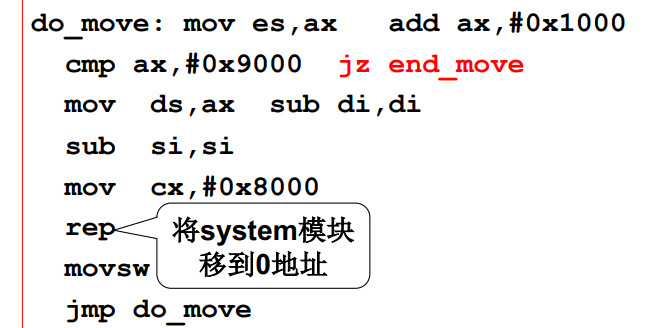 do_move: mov es,ax add ax,#0x1000
cmp ax,#0x9000 jz end_move
mov ds,ax sub di,di
sub si,si
mov cx,#0x8000
rep
movsw
jmp do_move
将system模块
移到0地址